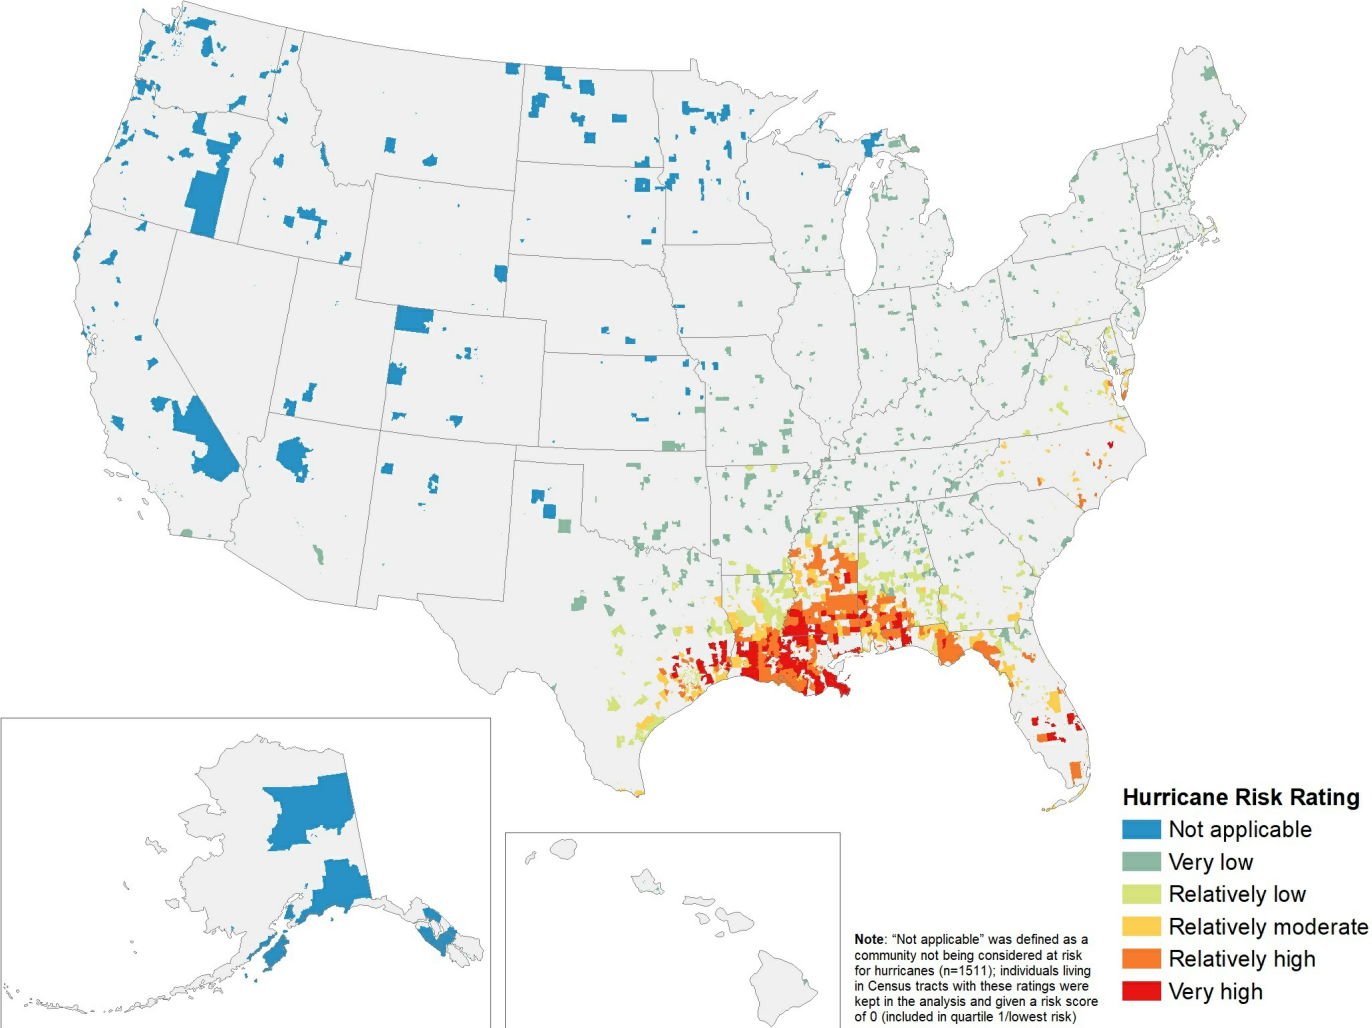 Hurricane Risk Rating
Not applicable
Very low
Relatively low
Relatively moderate
Relatively high
Very high
Note: “Not applicable” was defined as a
community not being considered at risk
for hurricanes (n=1511); individuals living
in Census tracts with these ratings were
kept in the analysis and given a risk score
of 0 (included in quartile 1/lowest risk)